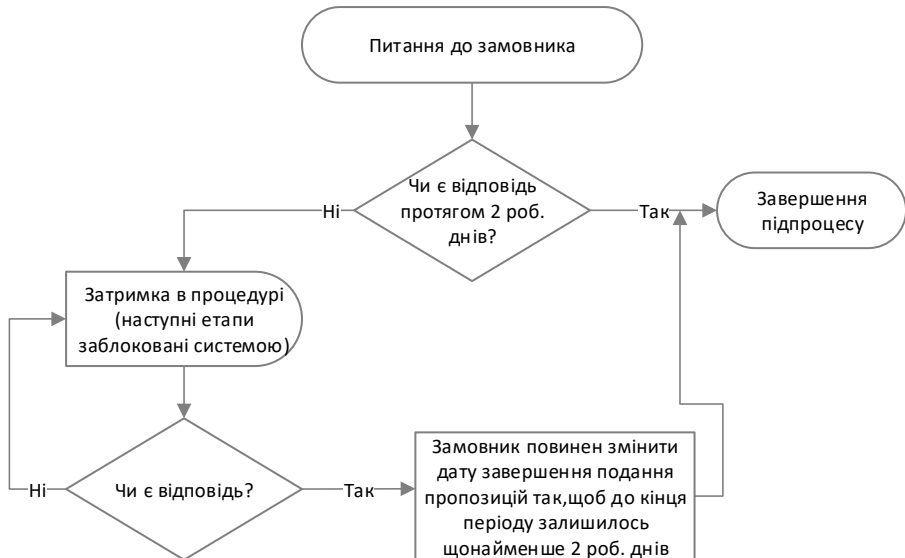 Питання до замовника
Чи є відповідь
протягом 2 роб.
днів?
Ні
Так
Завершення
підпроцесу
Затримка в процедурі
(наступні етапи
заблоковані системою)
Чи є відповідь?
Ні
Так
Замовник повинен змінити
дату завершення подання
пропозицій так,щоб до кінця
періоду залишилось
щонайменше 2 роб. днів